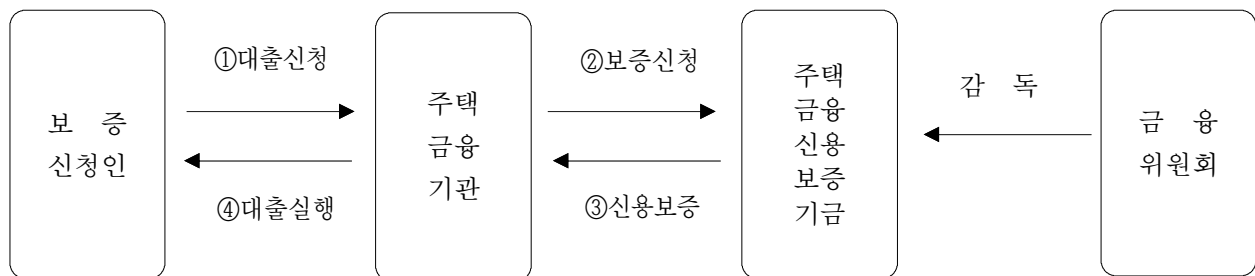 보 증
신청인
①대출신청
④대출실행
주택
금융
기관
②보증신청
③신용보증
주택
금융
신용
보증
기금
감 독
금 융
위원회